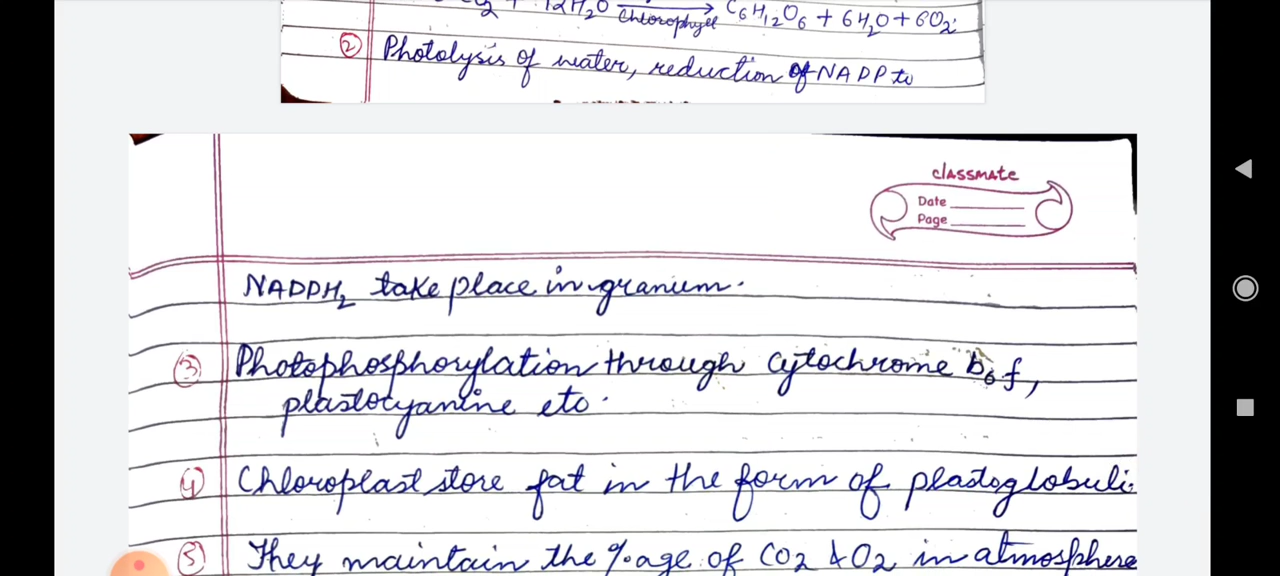 2 + 12H2O → C6H12O6 + 6H2O + 6O2
Chlorophyll
② Photolysis of water, reduction of NADP to
classmate
Date
Page
NADPH2 take place in granum.
③ Photophosphorylation through cytochrome b6f,
plastocyanine etc.
④ Chloroplast store fat in the form of plastoglobuli.
⑤ They maintain the %age of CO2 & O2 in atmosphere